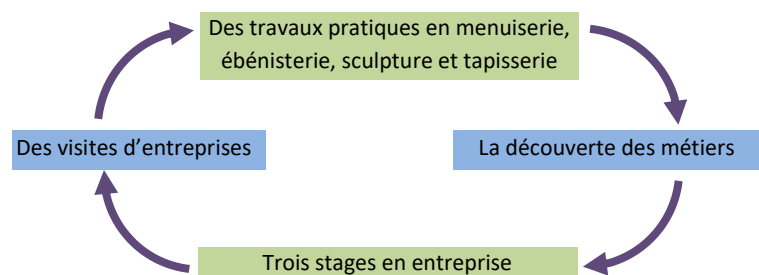 Des travaux pratiques en menuiserie,
ébénisterie, sculpture et tapisserie
Des visites d’entreprises
La découverte des métiers
Trois stages en entreprise